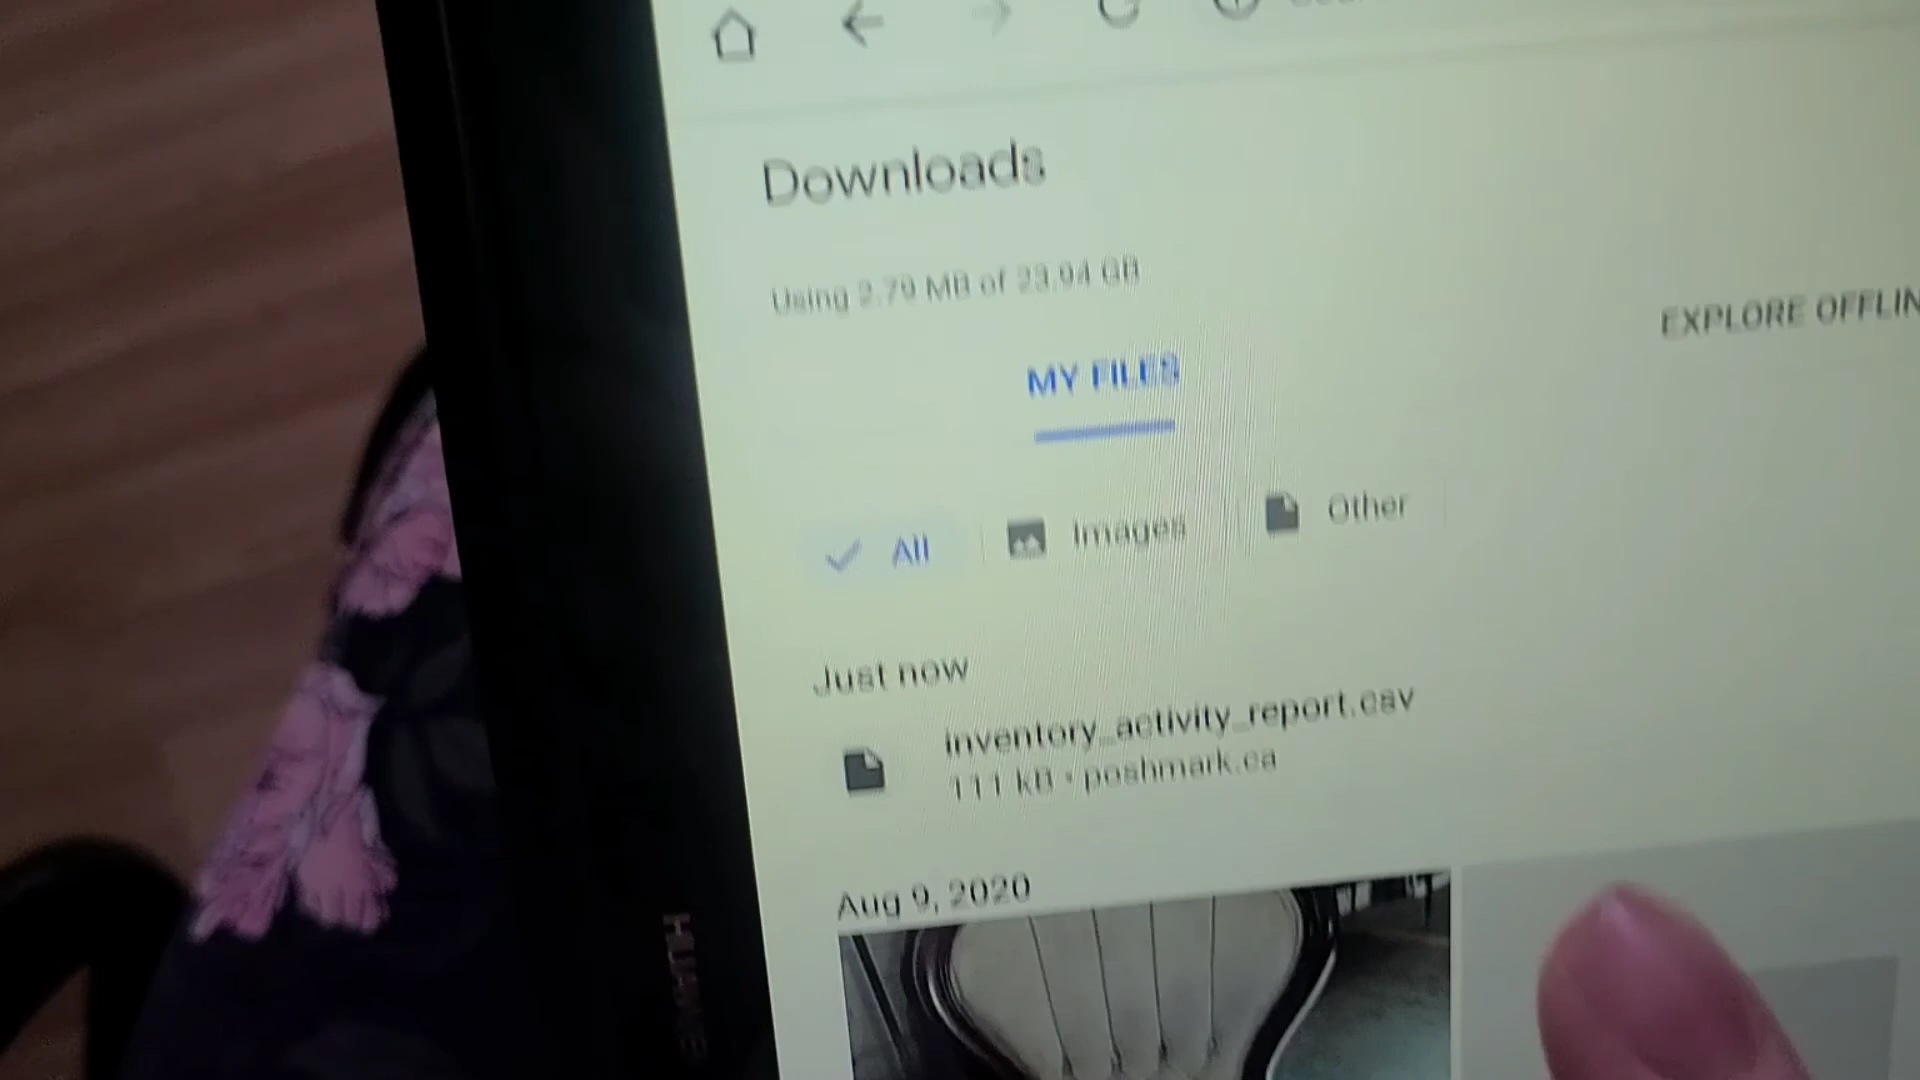 Downloads
Using 2.79 MB of 23.94 GB
MY FILES
EXPLORE OFFLIN
All
Images
Other
Just now
inventory_activity_report.csv
111 kB • poshmark.ca
Aug 9, 2020